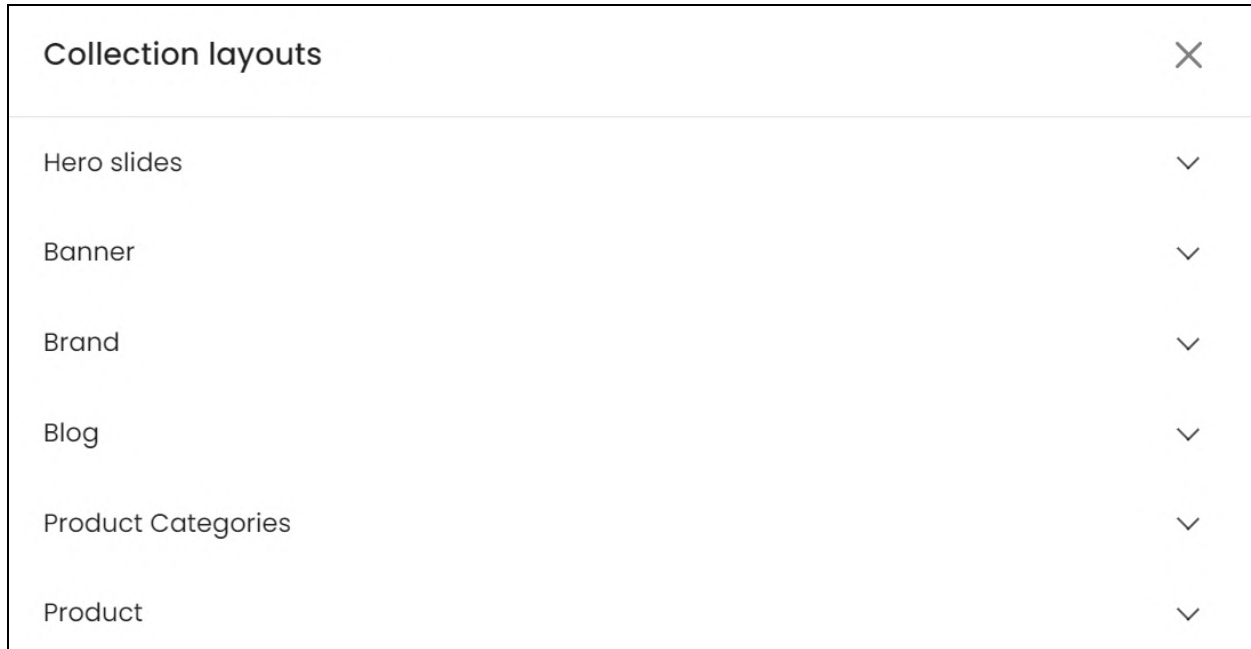 Collection layouts
Hero slides
Banner
Brand
Blog
Product Categories
Product